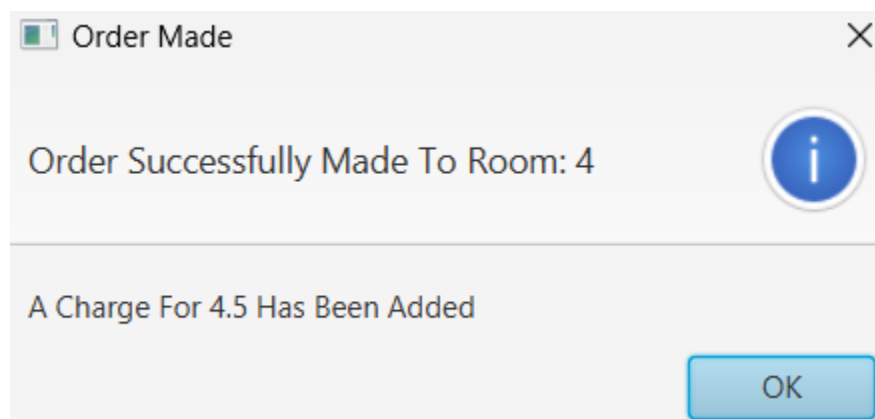 Order Made
Order Successfully Made To Room: 4
A Charge For 4.5 Has Been Added
OK